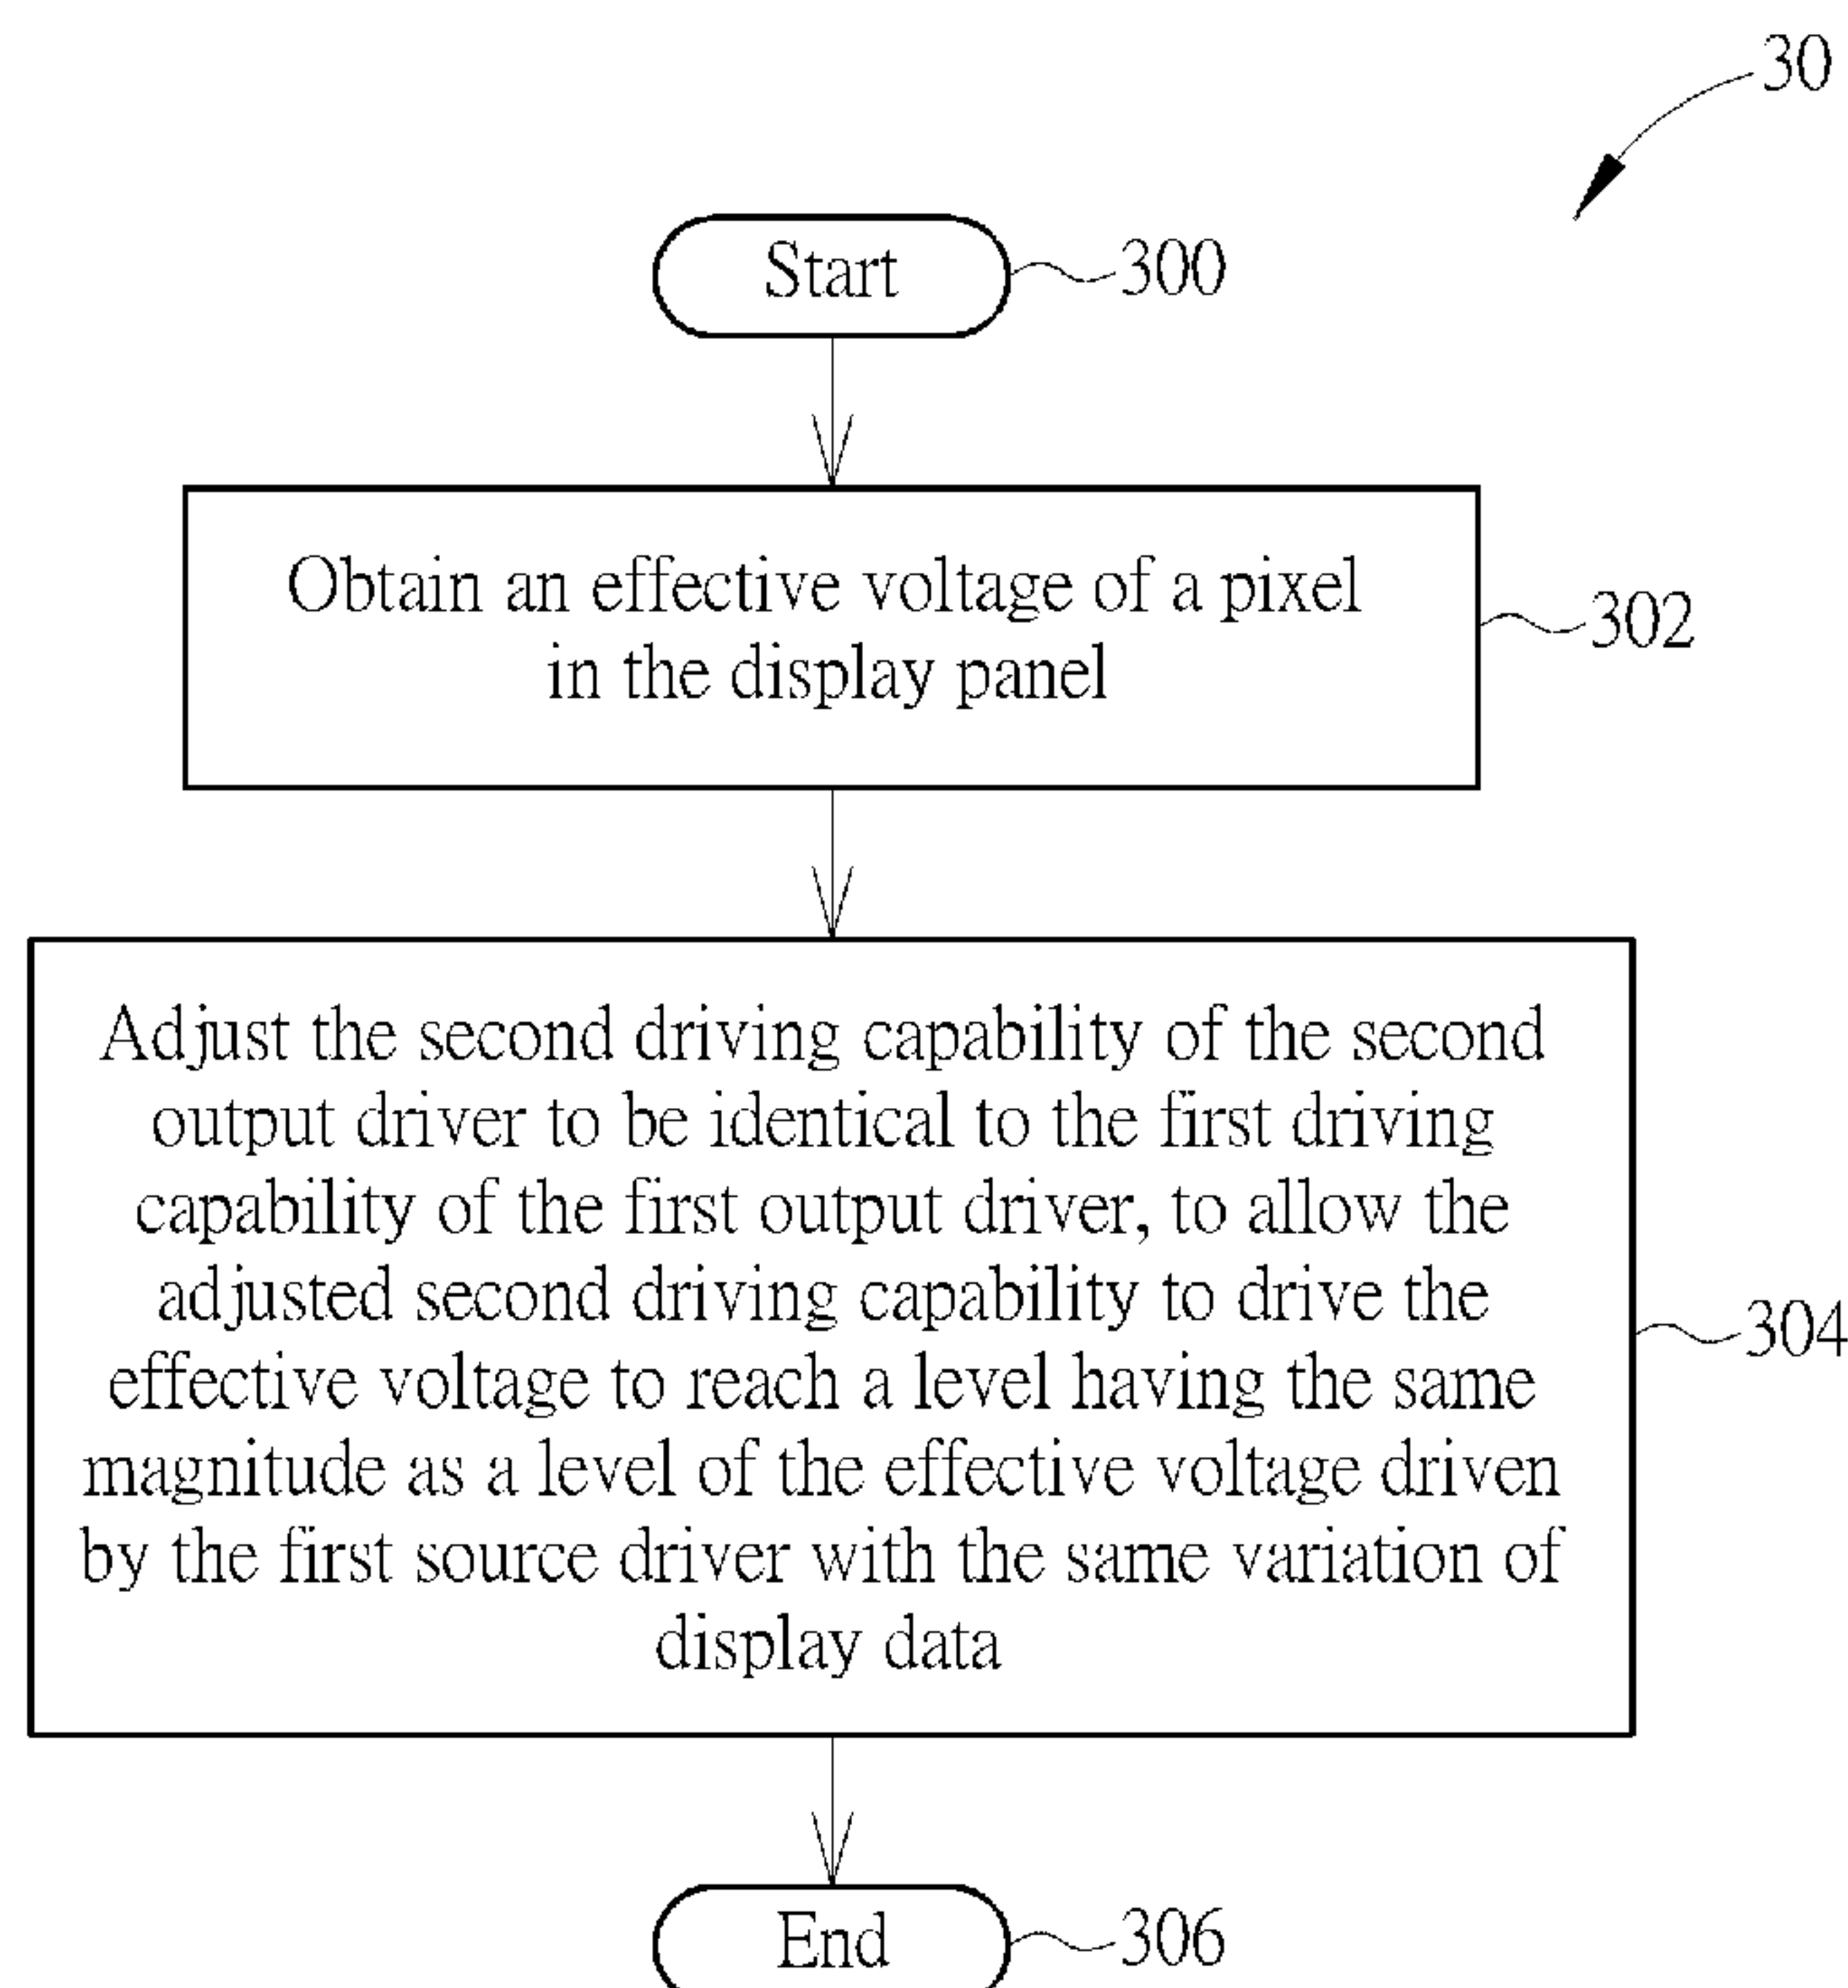 30
Start
300
Obtain an effective voltage of a pixel
in the display panel
302
Adjust the second driving capability of the second
output driver to be identical to the first driving
capability of the first output driver, to allow the
adjusted second driving capability to drive the
effective voltage to reach a level having the same
magnitude as a level of the effective voltage driven
by the first source driver with the same variation of
display data
304
End
306